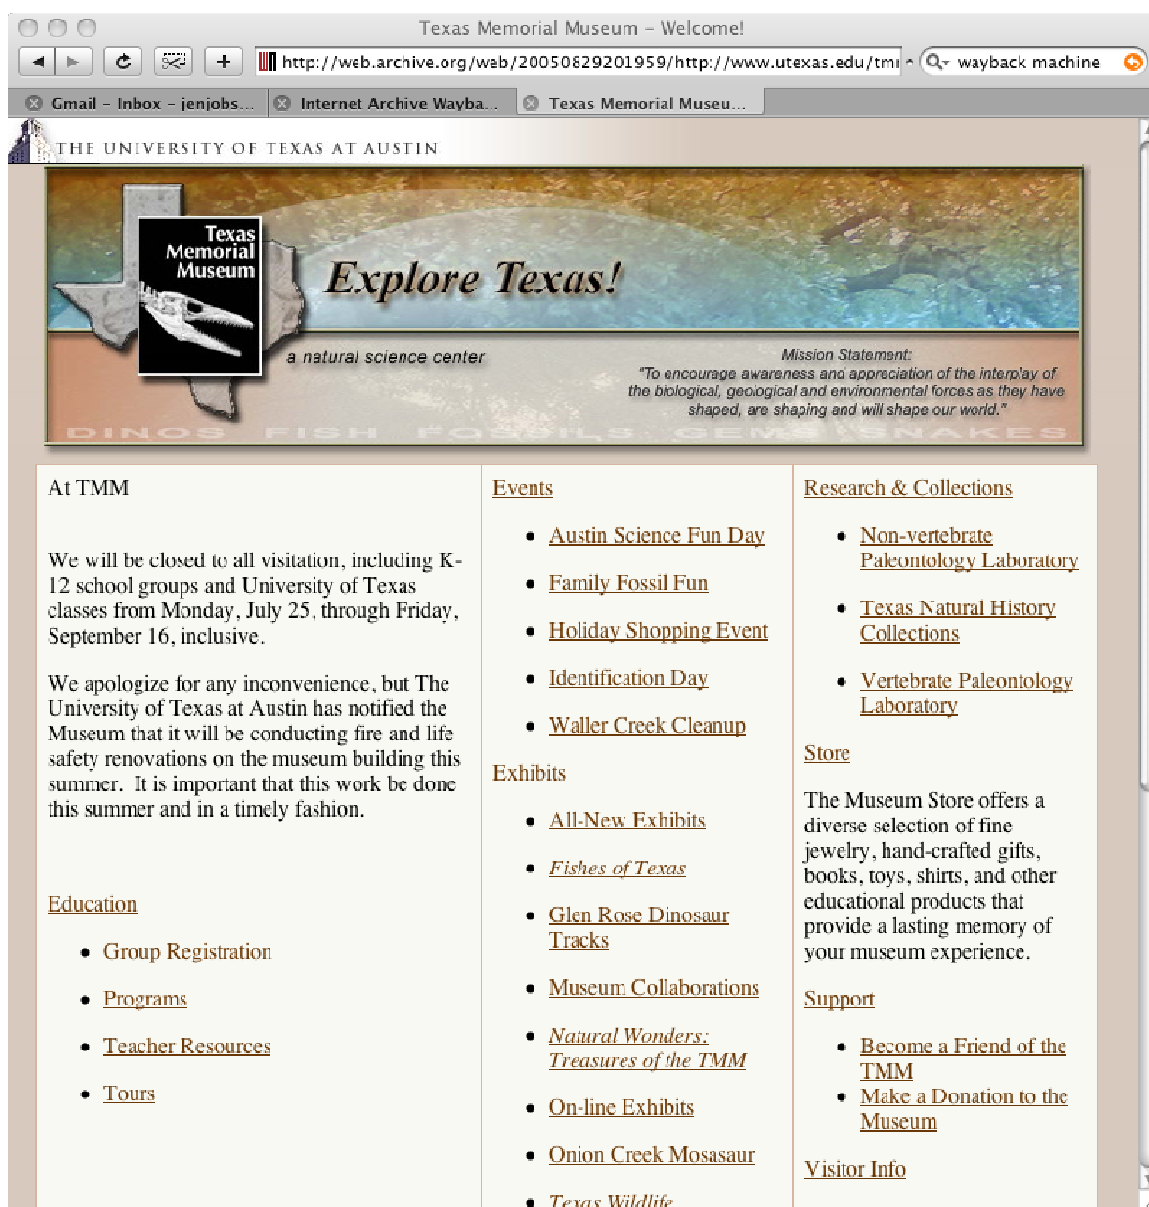 Texas Memorial Museum – Welcome!
http://web.archive.org/web/20050829201959/http://www.utexas.edu/tm
wayback machine
Gmail – Inbox – jenjobs...
Internet Archive Wayba...
Texas Memorial Museu...
THE UNIVERSITY OF TEXAS AT AUSTIN
Texas
Memorial
Museum
Explore Texas!
a natural science center
Mission Statement:
"To encourage awareness and appreciation of the interplay of
the biological, geological and environmental forces as they have
shaped, are shaping and will shape our world."
DINOS FISH FOSSILS GEMS SNAKES
At TMM
We will be closed to all visitation, including K-
12 school groups and University of Texas
classes from Monday, July 25, through Friday,
September 16, inclusive.
We apologize for any inconvenience, but The
University of Texas at Austin has notified the
Museum that it will be conducting fire and life
safety renovations on the museum building this
summer.  It is important that this work be done
this summer and in a timely fashion.
Education
Group Registration
Programs
Teacher Resources
Tours
Events
Austin Science Fun Day
Family Fossil Fun
Holiday Shopping Event
Identification Day
Waller Creek Cleanup
Exhibits
All-New Exhibits
Fishes of Texas
Glen Rose Dinosaur
Tracks
Museum Collaborations
Natural Wonders:
Treasures of the TMM
On-line Exhibits
Onion Creek Mosasaur
Texas Wildlife
Research & Collections
Non-vertebrate
Paleontology Laboratory
Texas Natural History
Collections
Vertebrate Paleontology
Laboratory
Store
The Museum Store offers a
diverse selection of fine
jewelry, hand-crafted gifts,
books, toys, shirts, and other
educational products that
provide a lasting memory of
your museum experience.
Support
Become a Friend of the
TMM
Make a Donation to the
Museum
Visitor Info